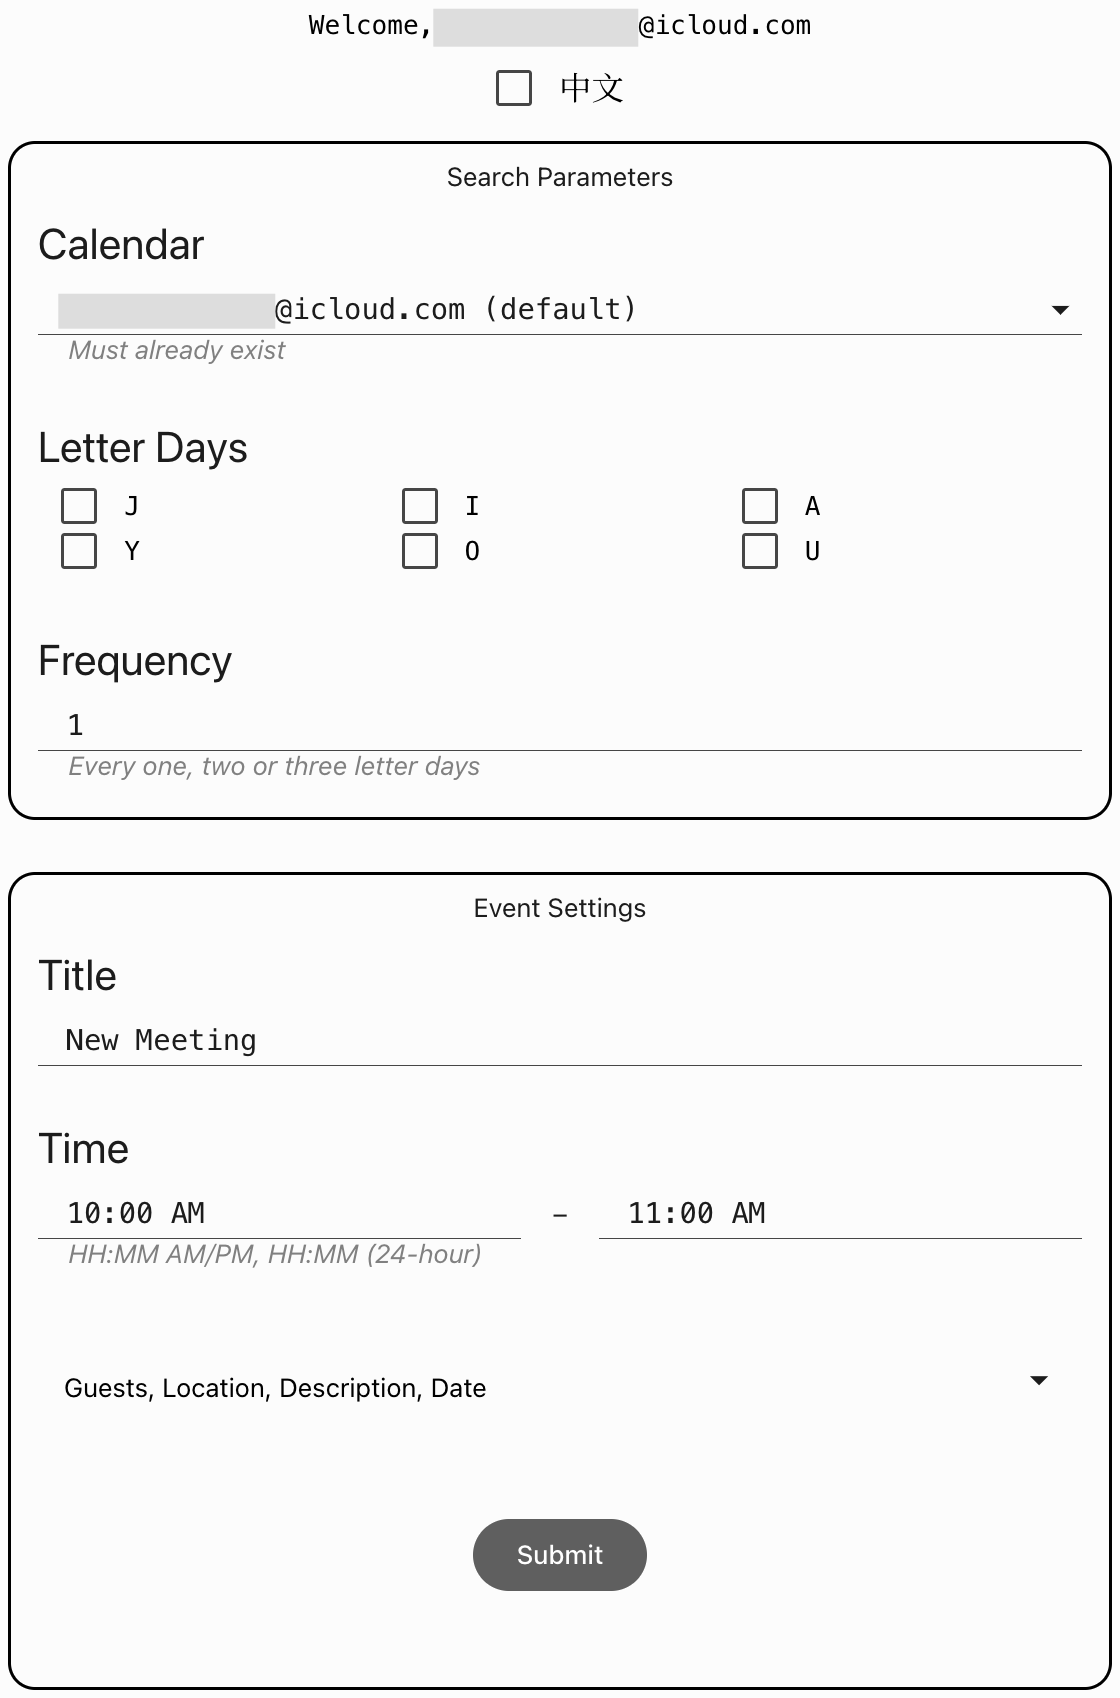 Welcome, @icloud.com
中文
Search Parameters
Calendar
@icloud.com (default)
Must already exist
Letter Days
J I A
Y O U
Frequency
1
Every one, two or three letter days
Event Settings
Title
New Meeting
Time
10:00 AM – 11:00 AM
HH:MM AM/PM, HH:MM (24-hour)
Guests, Location, Description, Date
Submit